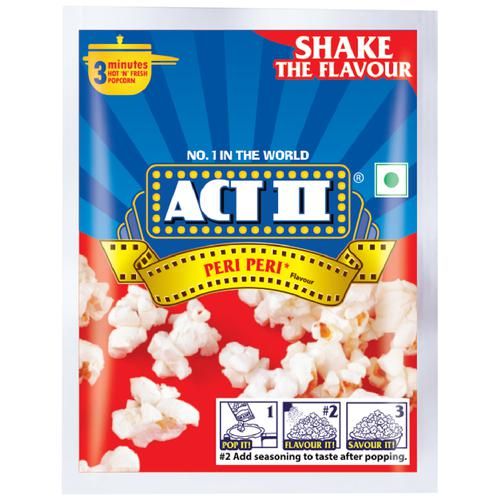 3 minutes
HOT 'N' FRESH
POPCORN
SHAKE
THE FLAVOUR
NO. 1 IN THE WORLD
ACT II ®
PERI PERI*
Flavour
1 #2 3
POP IT! FLAVOUR IT! SAVOUR IT!
#2 Add seasoning to taste after popping.